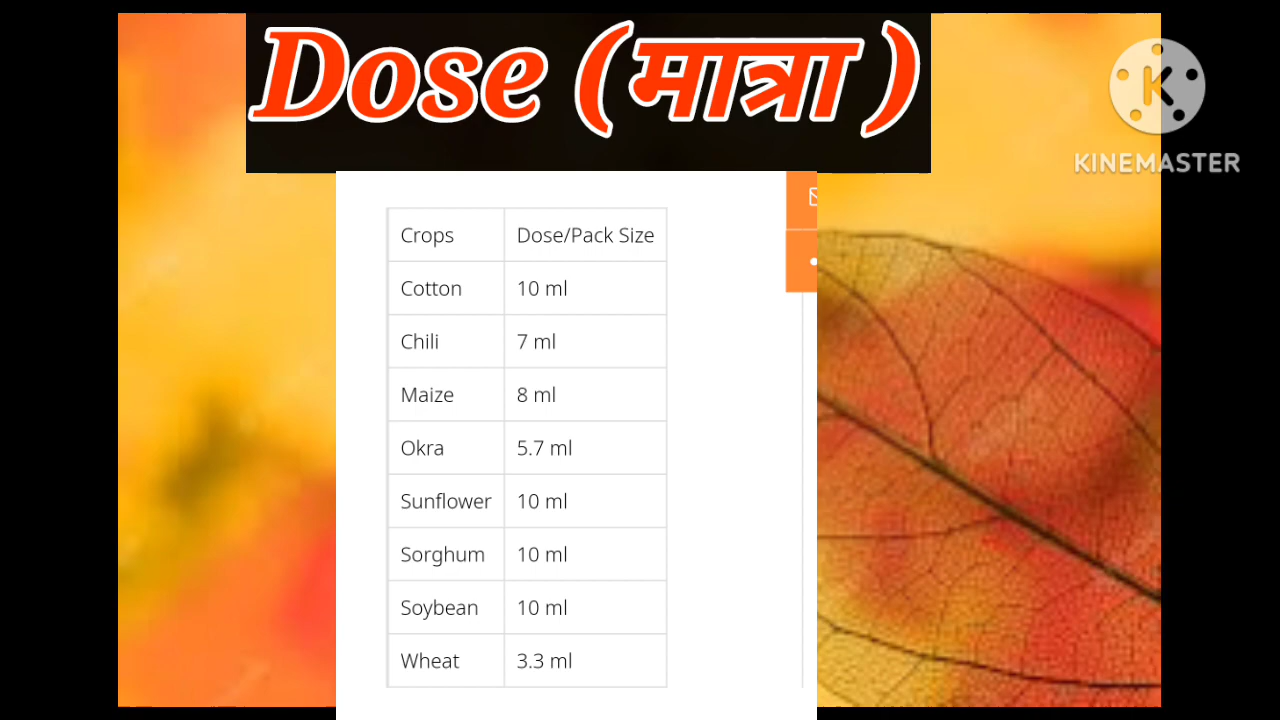 Dose (मात्रा )
KINEMASTER
Crops Dose/Pack Size
Cotton 10 ml
Chili 7 ml
Maize 8 ml
Okra 5.7 ml
Sunflower 10 ml
Sorghum 10 ml
Soybean 10 ml
Wheat 3.3 ml